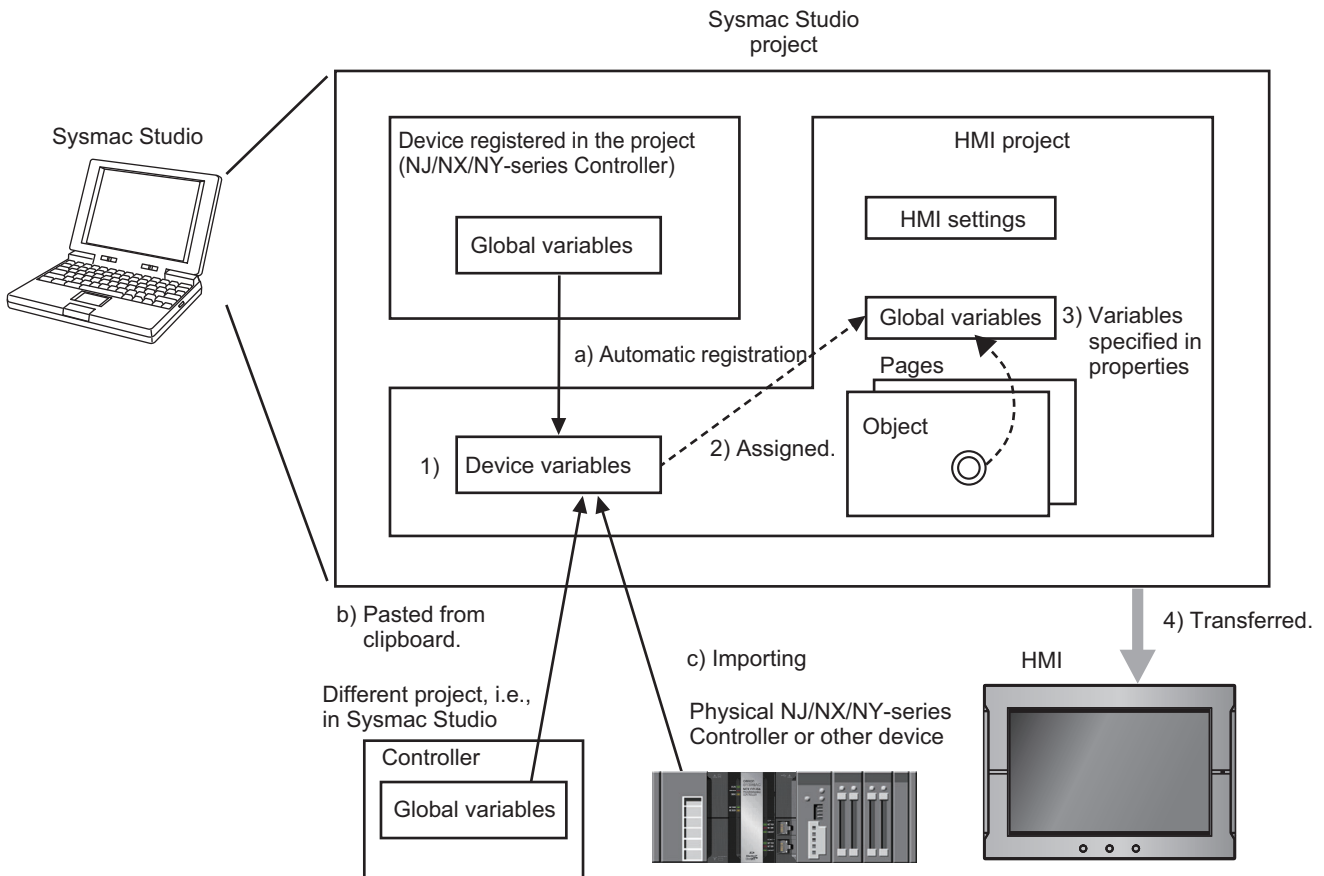 Sysmac Studio
project
Sysmac Studio
Device registered in the project
(NJ/NX/NY-series Controller)
Global variables
HMI project
HMI settings
Global variables
3) Variables
specified in
properties
a) Automatic registration
Pages
Object
1)
Device variables
2) Assigned.
b) Pasted from
clipboard.
4) Transferred.
c) Importing
HMI
Different project, i.e.,
in Sysmac Studio
Physical NJ/NX/NY-series
Controller or other device
Controller
Global variables